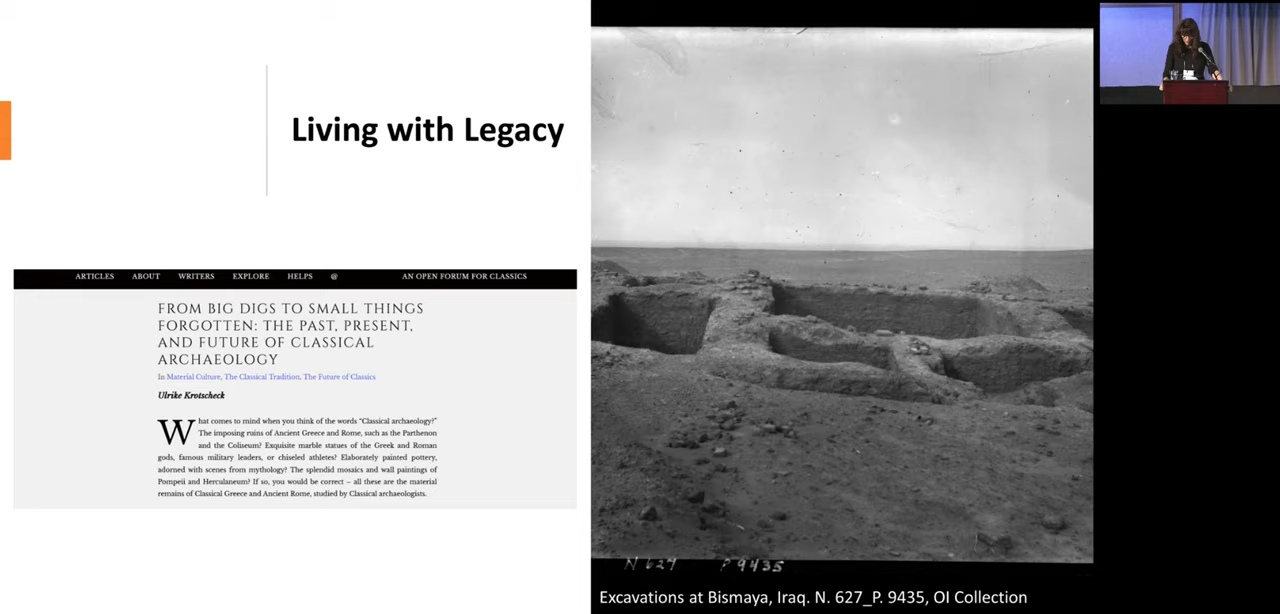 Living with Legacy
ARTICLES ABOUT WRITERS EXPLORE HELPS @ AN OPEN FORUM FOR CLASSICS
FROM BIG DIGS TO SMALL THINGS
FORGOTTEN: THE PAST, PRESENT,
AND FUTURE OF CLASSICAL
ARCHAEOLOGY
In Material Culture, The Classical Tradition, The Future of Classics
Ulrike Krotscheck
What comes to mind when you think of the words “Classical archaeology?”
The imposing ruins of Ancient Greece and Rome, such as the Parthenon
and the Coliseum? Exquisite marble statues of the Greek and Roman
gods, famous military leaders, or chiseled athletes? Elaborately painted pottery,
adorned with scenes from mythology? The splendid mosaics and wall paintings of
Pompeii and Herculaneum? If so, you would be correct – all these are the material
remains of Classical Greece and Ancient Rome, studied by Classical archaeologists.
N 627 P 9435
Excavations at Bismaya, Iraq. N. 627_P. 9435, OI Collection